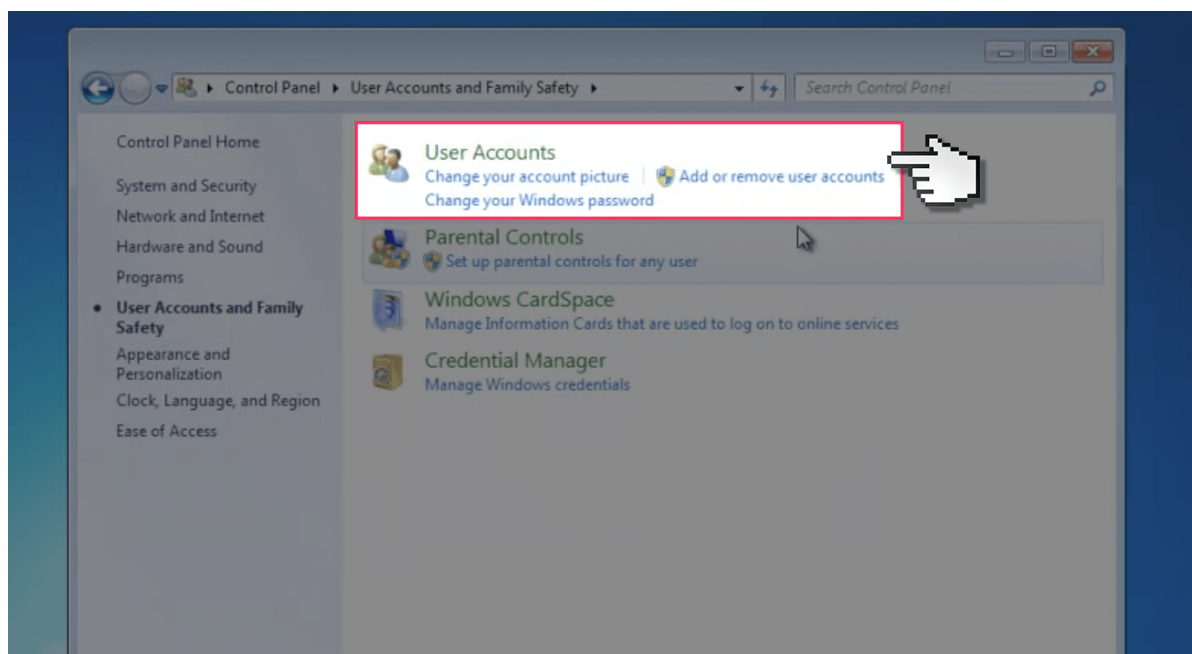 Control Panel User Accounts and Family Safety
Search Control Panel
Control Panel Home
System and Security
Network and Internet
Hardware and Sound
Programs
User Accounts and Family
Safety
Appearance and
Personalization
Clock, Language, and Region
Ease of Access
User Accounts
Change your account picture Add or remove user accounts
Change your Windows password
Parental Controls
Set up parental controls for any user
Windows CardSpace
Manage Information Cards that are used to log on to online services
Credential Manager
Manage Windows credentials